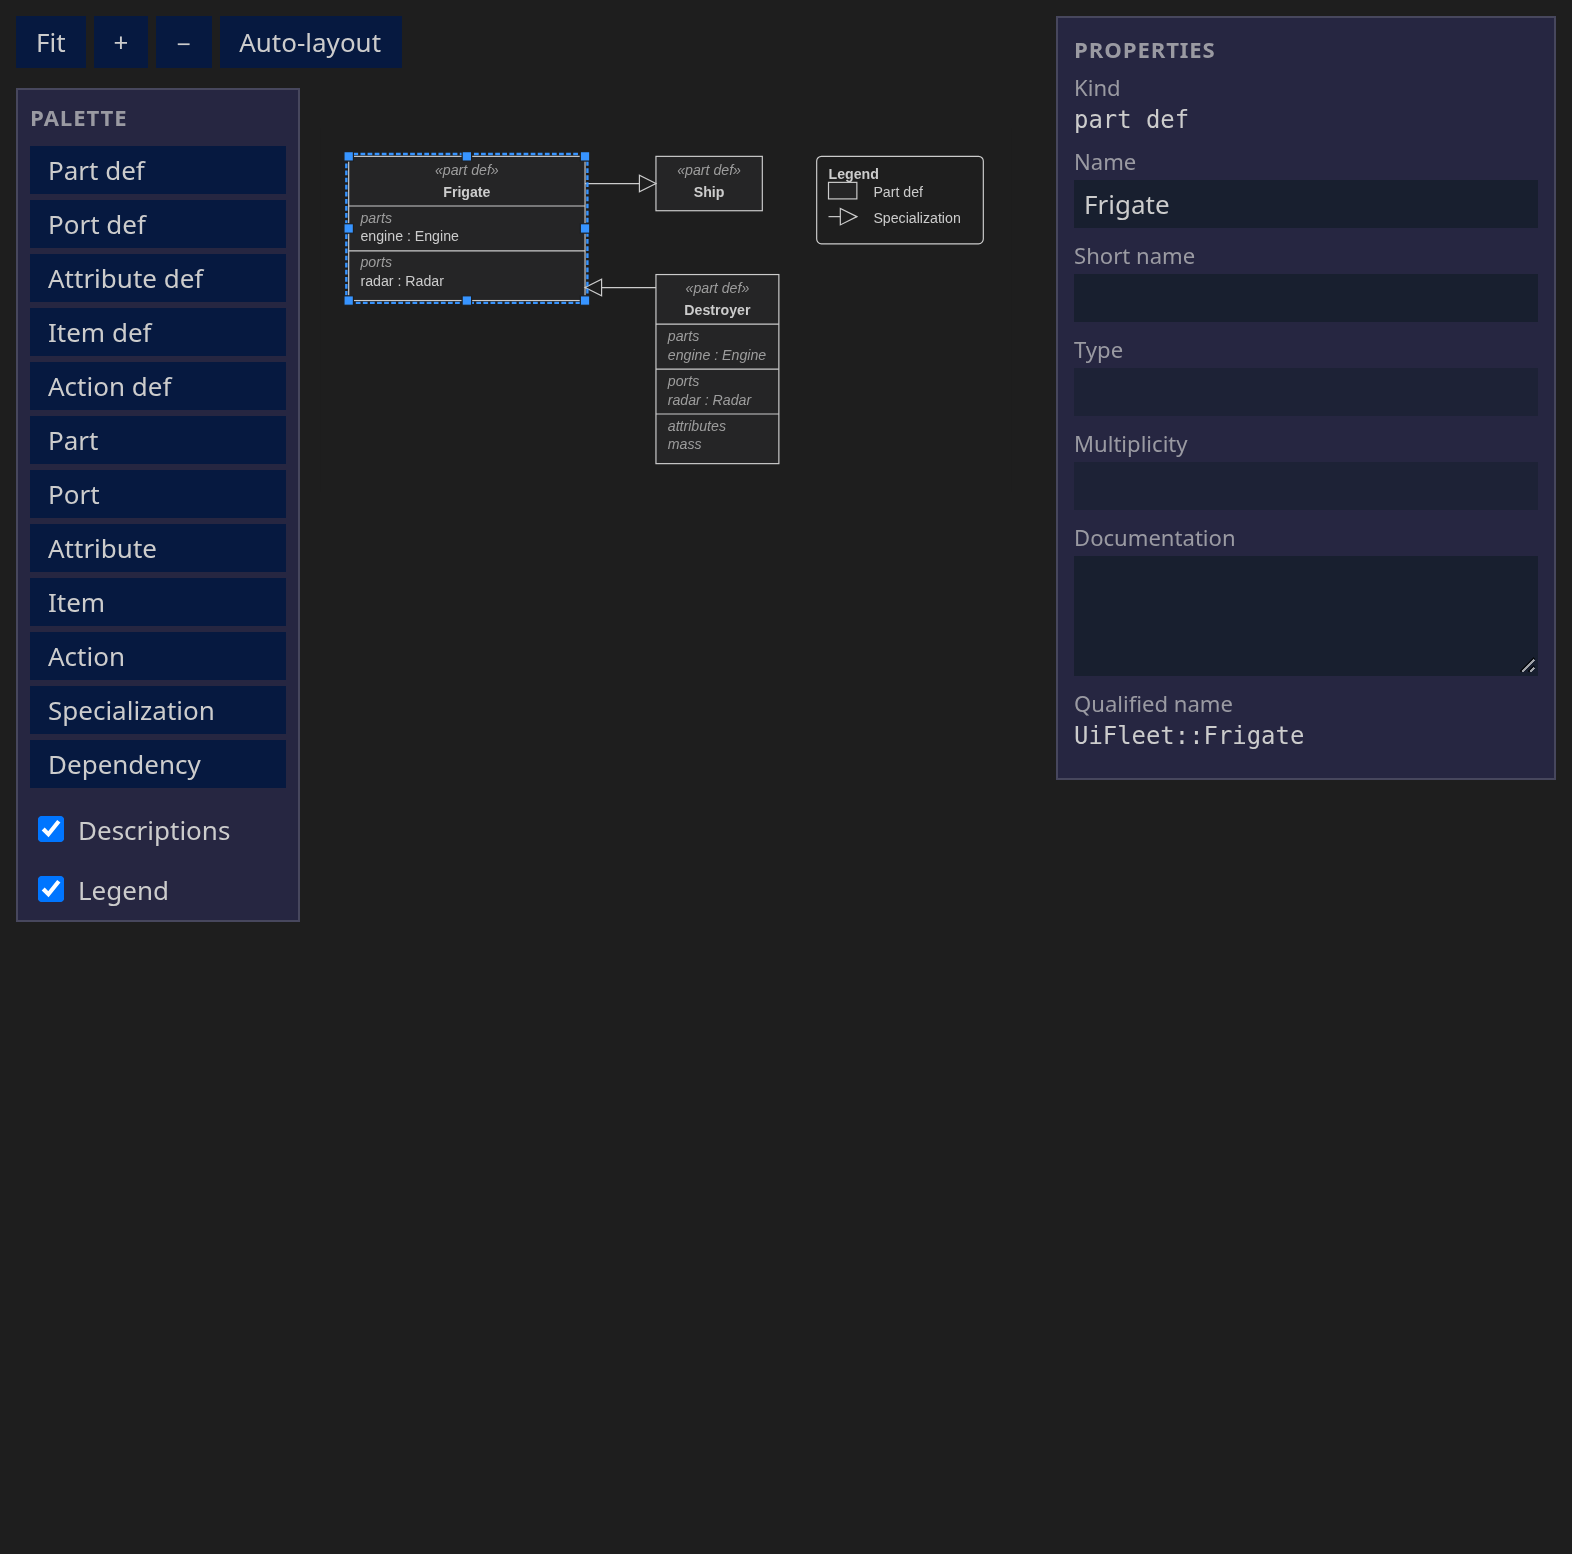 Fit
+
–
Auto-layout
PALETTE
Part def
Port def
Attribute def
Item def
Action def
Part
Port
Attribute
Item
Action
Specialization
Dependency
Descriptions
Legend
«part def»
Frigate
parts
engine : Engine
ports
radar : Radar
«part def»
Ship
«part def»
Destroyer
parts
engine : Engine
ports
radar : Radar
attributes
mass
Legend
Part def
Specialization
PROPERTIES
Kind
part def
Name
Frigate
Short name
Type
Multiplicity
Documentation
Qualified name
UiFleet::Frigate